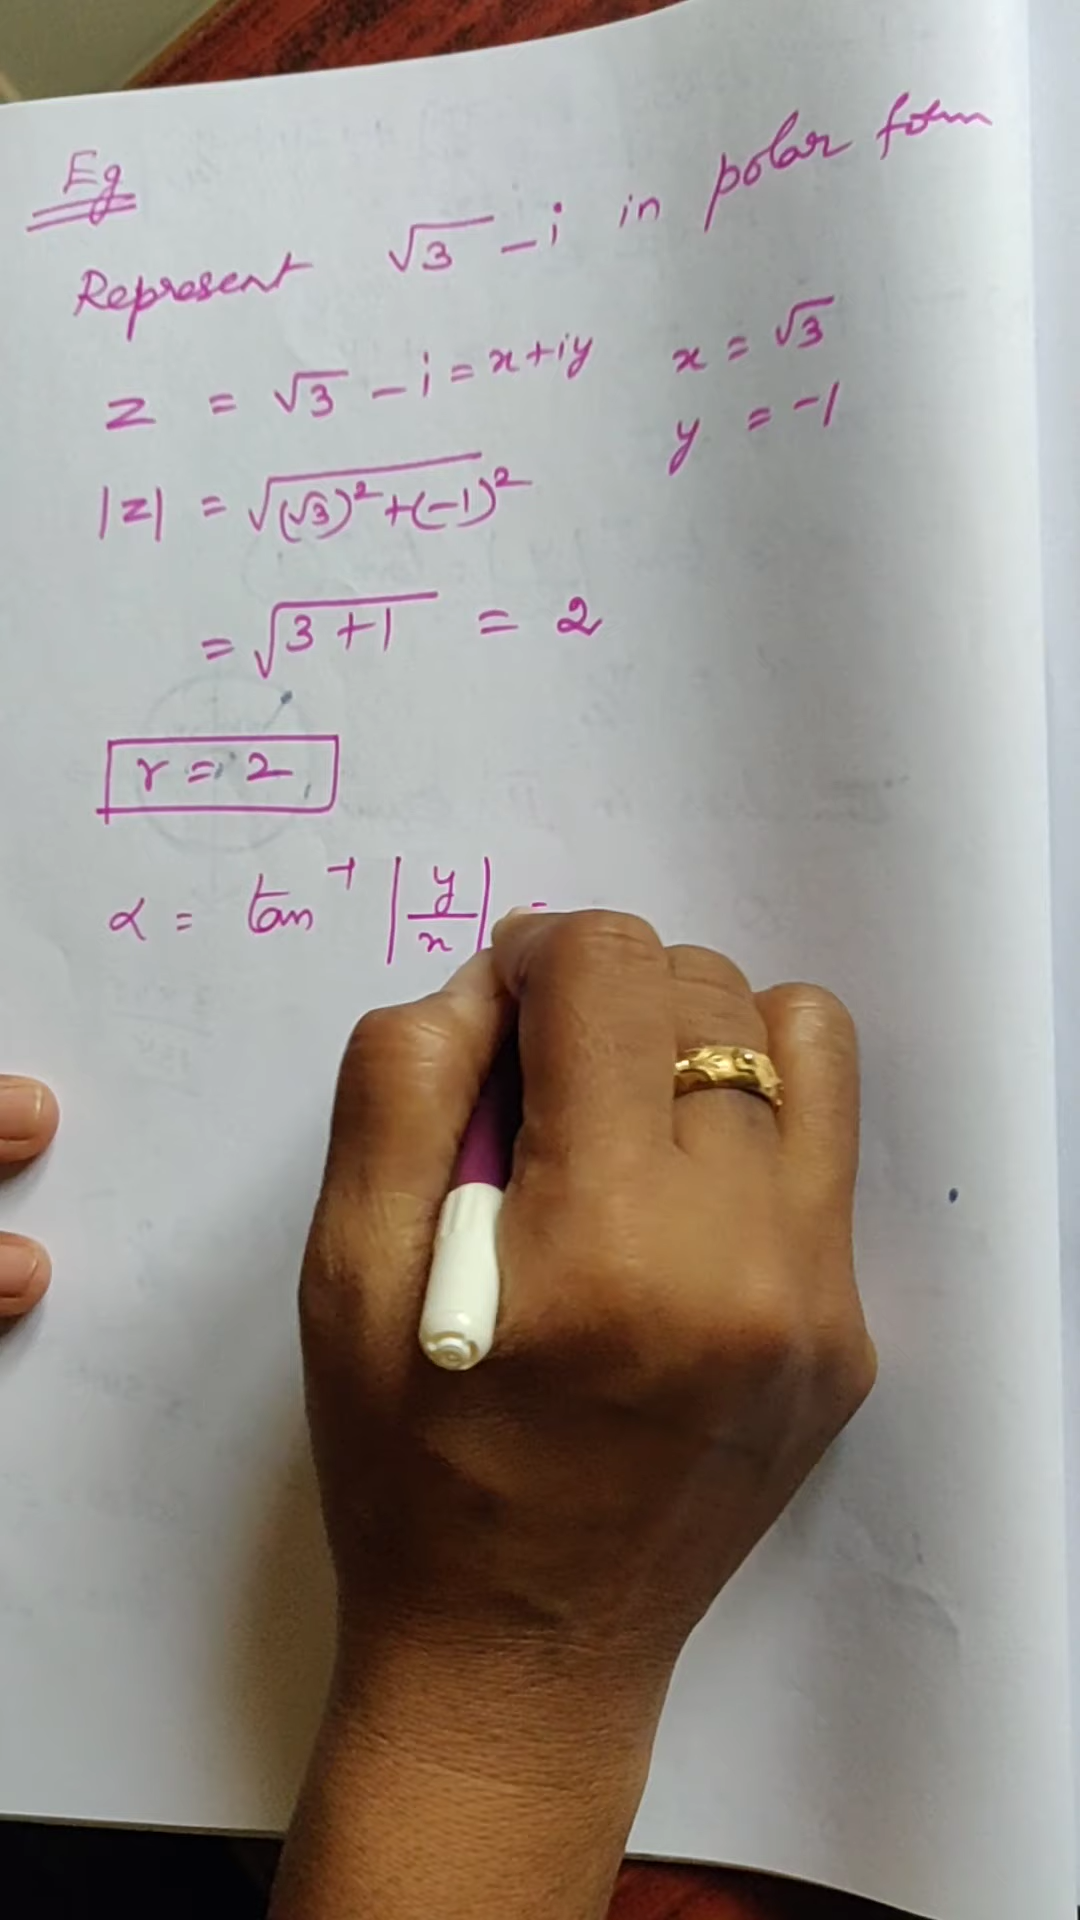 Eg
Represent √3 - i in polar form
z = √3 - i = x+iy x = √3
y = -1
|z| = √(√3)² + (-1)²
= √3+1 = 2
r = 2
α = tan⁻¹ |y/x| =